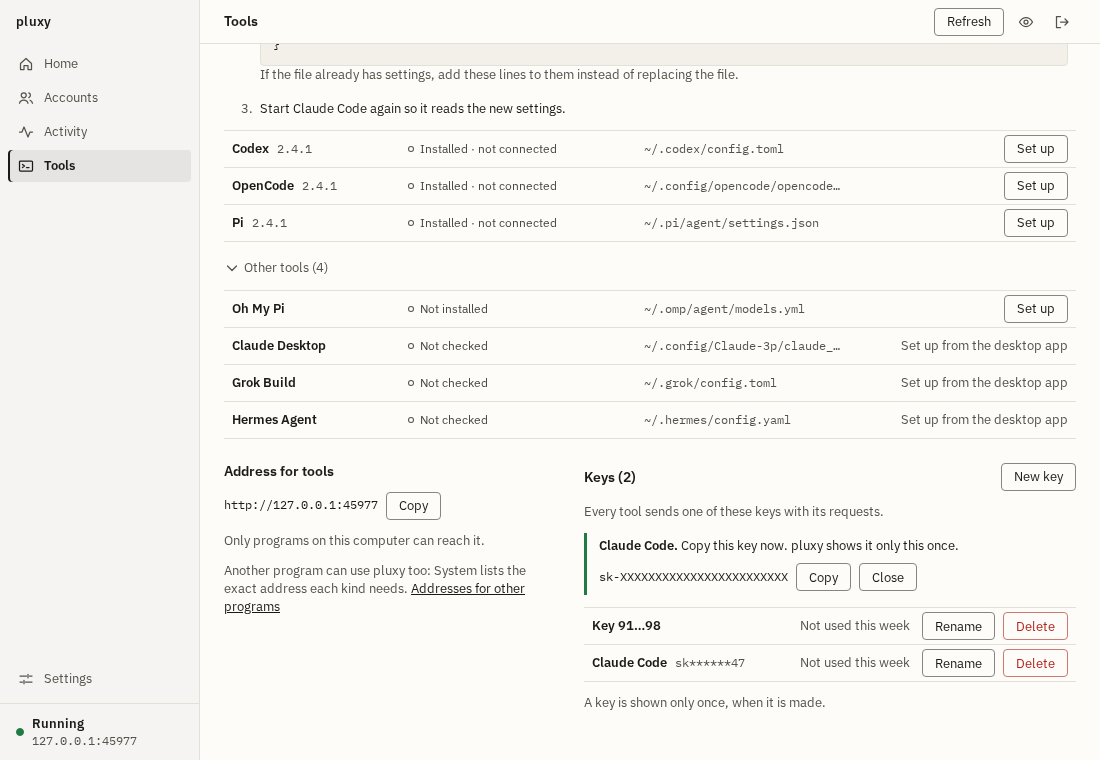 pluxy
Tools
Refresh
Home
Accounts
Activity
Tools
}
If the file already has settings, add these lines to them instead of replacing the file.
3. Start Claude Code again so it reads the new settings.
Codex 2.4.1 Installed · not connected ~/.codex/config.toml Set up
OpenCode 2.4.1 Installed · not connected ~/.config/opencode/opencode… Set up
Pi 2.4.1 Installed · not connected ~/.pi/agent/settings.json Set up
Other tools (4)
Oh My Pi Not installed ~/.omp/agent/models.yml Set up
Claude Desktop Not checked ~/.config/Claude-3p/claude_… Set up from the desktop app
Grok Build Not checked ~/.grok/config.toml Set up from the desktop app
Hermes Agent Not checked ~/.hermes/config.yaml Set up from the desktop app
Address for tools
http://127.0.0.1:45977 Copy
Only programs on this computer can reach it.
Another program can use pluxy too: System lists the
exact address each kind needs. Addresses for other
programs
Keys (2) New key
Every tool sends one of these keys with its requests.
Claude Code. Copy this key now. pluxy shows it only this once.
sk-XXXXXXXXXXXXXXXXXXXXXXXX Copy Close
Key 91…98 Not used this week Rename Delete
Claude Code sk******47 Not used this week Rename Delete
A key is shown only once, when it is made.
Settings
Running
127.0.0.1:45977